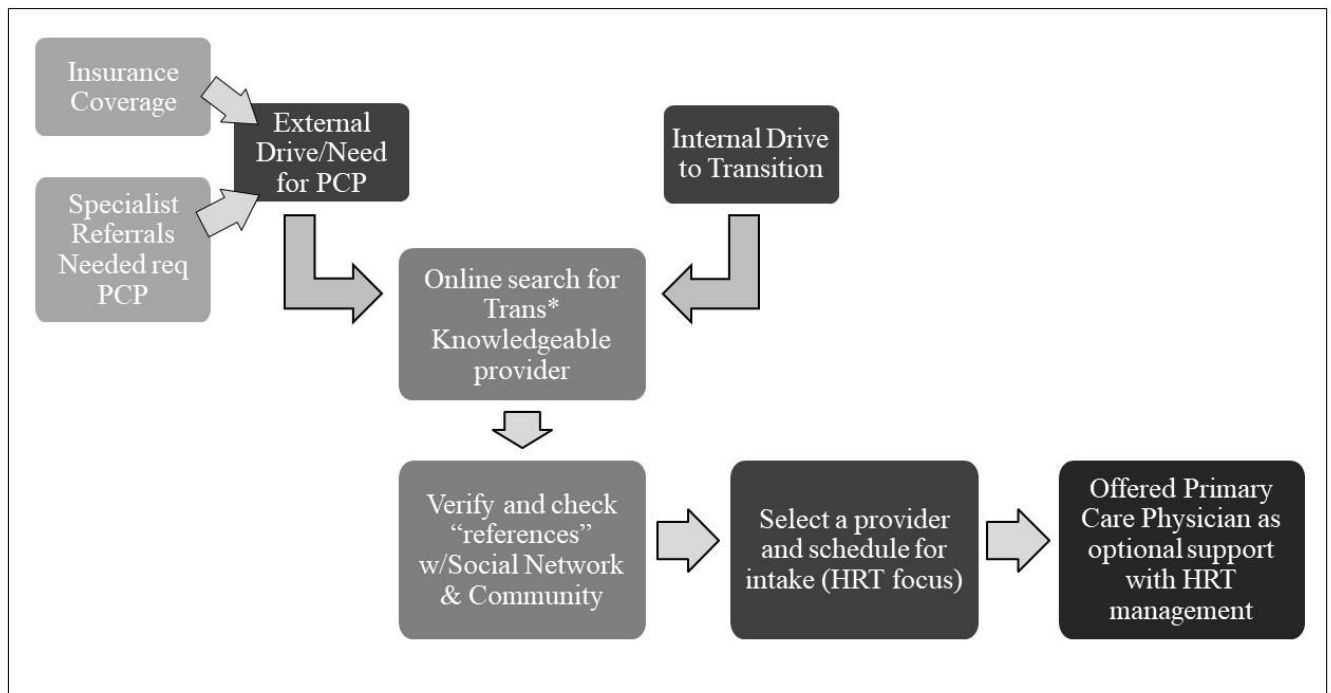 Insurance
Coverage
External
Drive/Need
for PCP
Internal Drive
to Transition
Specialist
Referrals
Needed req
PCP
Online search for
Trans*
Knowledgeable
provider
Verify and check
“references”
w/Social Network
& Community
Select a provider
and schedule for
intake (HRT focus)
Offered Primary
Care Physician as
optional support
with HRT
management